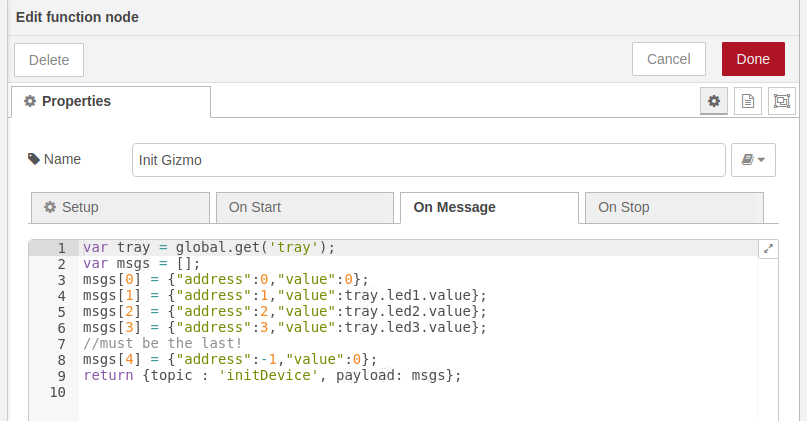 Edit function node
Delete
Cancel
Done
Properties
Name
Init Gizmo
Setup
On Start
On Message
On Stop
1 var tray = global.get('tray');
2 var msgs = [];
3 msgs[0] = {"address":0,"value":0};
4 msgs[1] = {"address":1,"value":tray.led1.value};
5 msgs[2] = {"address":2,"value":tray.led2.value};
6 msgs[3] = {"address":3,"value":tray.led3.value};
7 //must be the last!
8 msgs[4] = {"address":-1,"value":0};
9 return {topic : 'initDevice', payload: msgs};
10